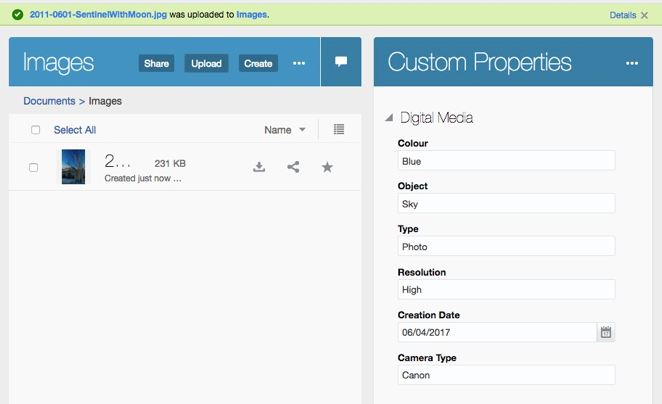 2011-0601-SentinelWithMoon.jpg was uploaded to Images.
Details
Images
Share
Upload
Create
Documents > Images
Select All
Name
2... 231 KB
Created just now ...
Custom Properties
Digital Media
Colour
Blue
Object
Sky
Type
Photo
Resolution
High
Creation Date
06/04/2017
Camera Type
Canon